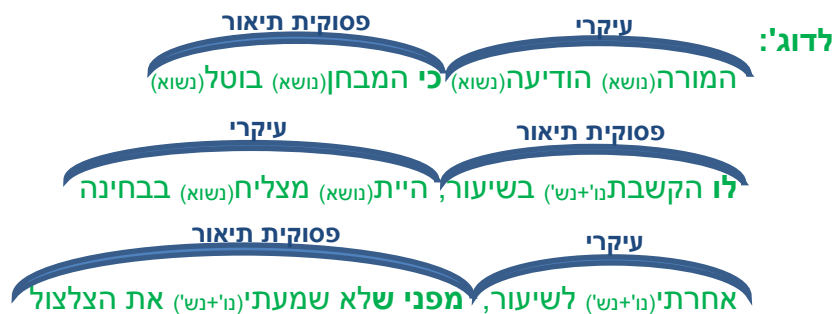 לדוג':
עיקרי פסוקית תיאור
המורה(נושא) הודיעה(נשוא) כי המבחן(נושא) בוטל(נשוא)
פסוקית תיאור עיקרי
לו הקשבת(נו'+נש') בשיעור, היית(נושא) מצליח(נשוא) בבחינה
עיקרי פסוקית תיאור
אחרתי(נו'+נש') לשיעור, מפני שלא שמעתי(נו'+נש') את הצלצול